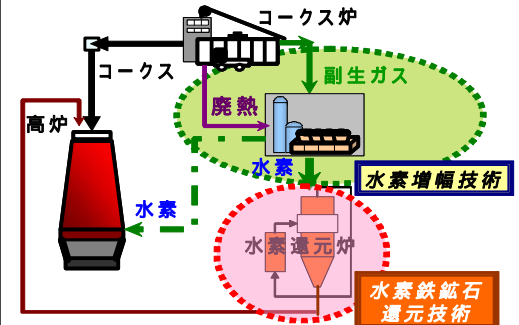 コークス炉
コークス
副生ガス
廃熱
高炉
水素
水素増幅技術
水素
水素還元炉
水素鉄鉱石
還元技術